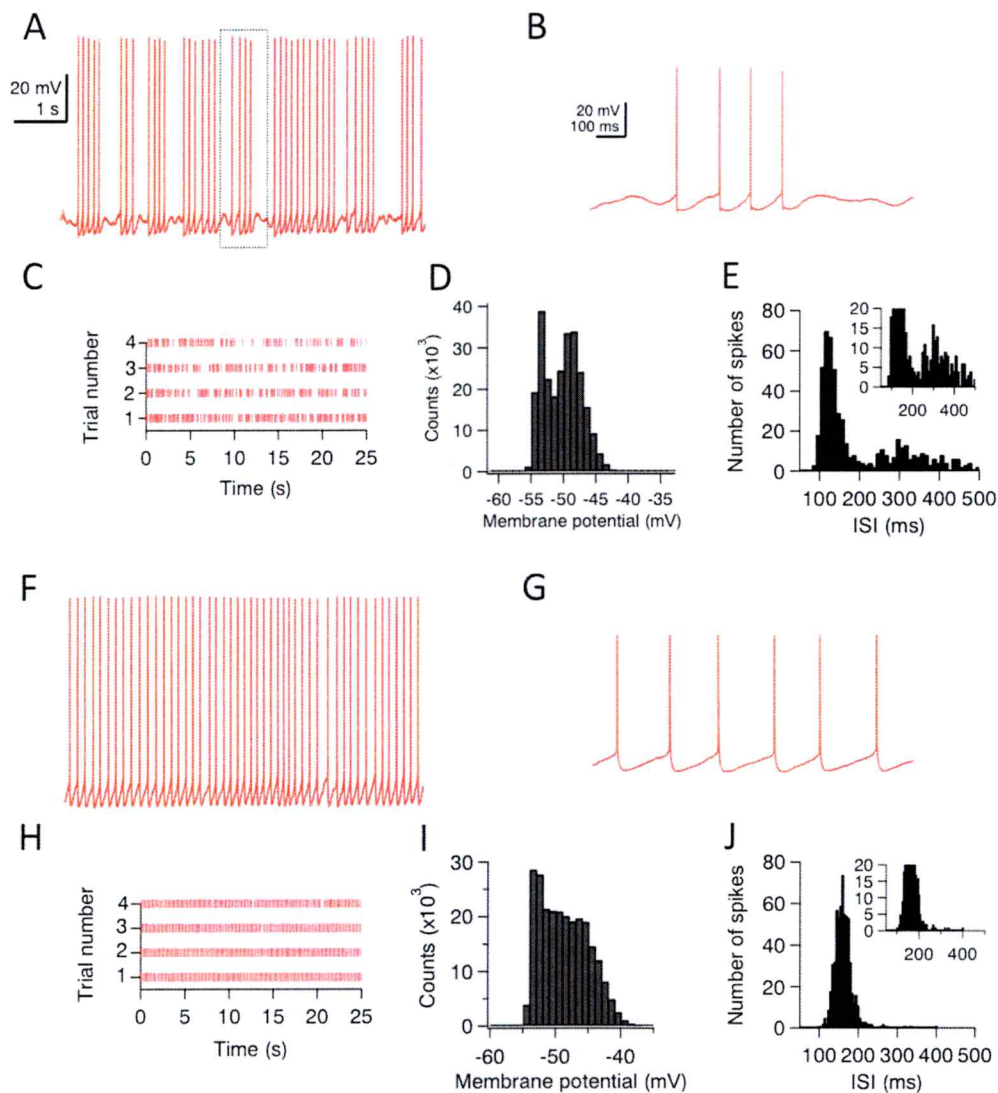 A
20 mV
1 s
B
20 mV
100 ms
C
Trial number
4
3
2
1
0 5 10 15 20 25
Time (s)
D
Counts (x10³)
40
30
20
10
0
-60 -55 -50 -45 -40 -35
Membrane potential (mV)
E
Number of spikes
80
60
40
20
0
100 200 300 400 500
ISI (ms)
20
15
10
5
0
200 400
F
G
H
Trial number
4
3
2
1
0 5 10 15 20 25
Time (s)
I
Counts (x10³)
30
20
10
0
-60 -50 -40
Membrane potential (mV)
J
Number of spikes
80
60
40
20
0
100 200 300 400 500
ISI (ms)
20
15
10
5
0
200 400